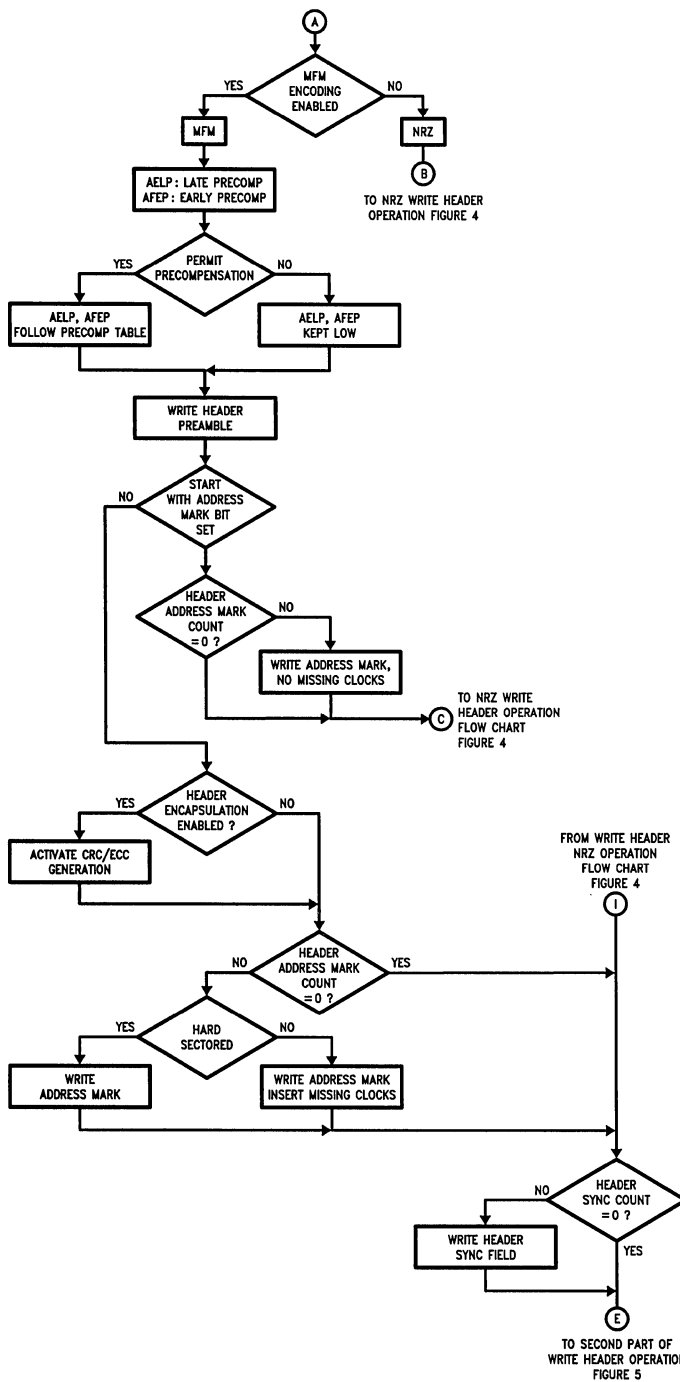 A
MFM
ENCODING
ENABLED
YES
NO
MFM
NRZ
AELP : LATE PRECOMP
AFEP : EARLY PRECOMP
B
TO NRZ WRITE HEADER
OPERATION FIGURE 4
PERMIT
PRECOMPENSATION
YES
NO
AELP, AFEP
FOLLOW PRECOMP TABLE
AELP, AFEP
KEPT LOW
WRITE HEADER
PREAMBLE
START
WITH ADDRESS
MARK BIT
SET
NO
HEADER
ADDRESS MARK
COUNT
= 0 ?
NO
WRITE ADDRESS MARK,
NO MISSING CLOCKS
C
TO NRZ WRITE
HEADER OPERATION
FLOW CHART
FIGURE 4
HEADER
ENCAPSULATION
ENABLED ?
YES
NO
ACTIVATE CRC/ECC
GENERATION
FROM WRITE HEADER
NRZ OPERATION
FLOW CHART
FIGURE 4
I
HEADER
ADDRESS MARK
COUNT
= 0 ?
NO
YES
HARD
SECTORED
YES
NO
WRITE
ADDRESS MARK
WRITE ADDRESS MARK
INSERT MISSING CLOCKS
HEADER
SYNC COUNT
= 0 ?
NO
YES
WRITE HEADER
SYNC FIELD
E
TO SECOND PART OF
WRITE HEADER OPERATION
FIGURE 5